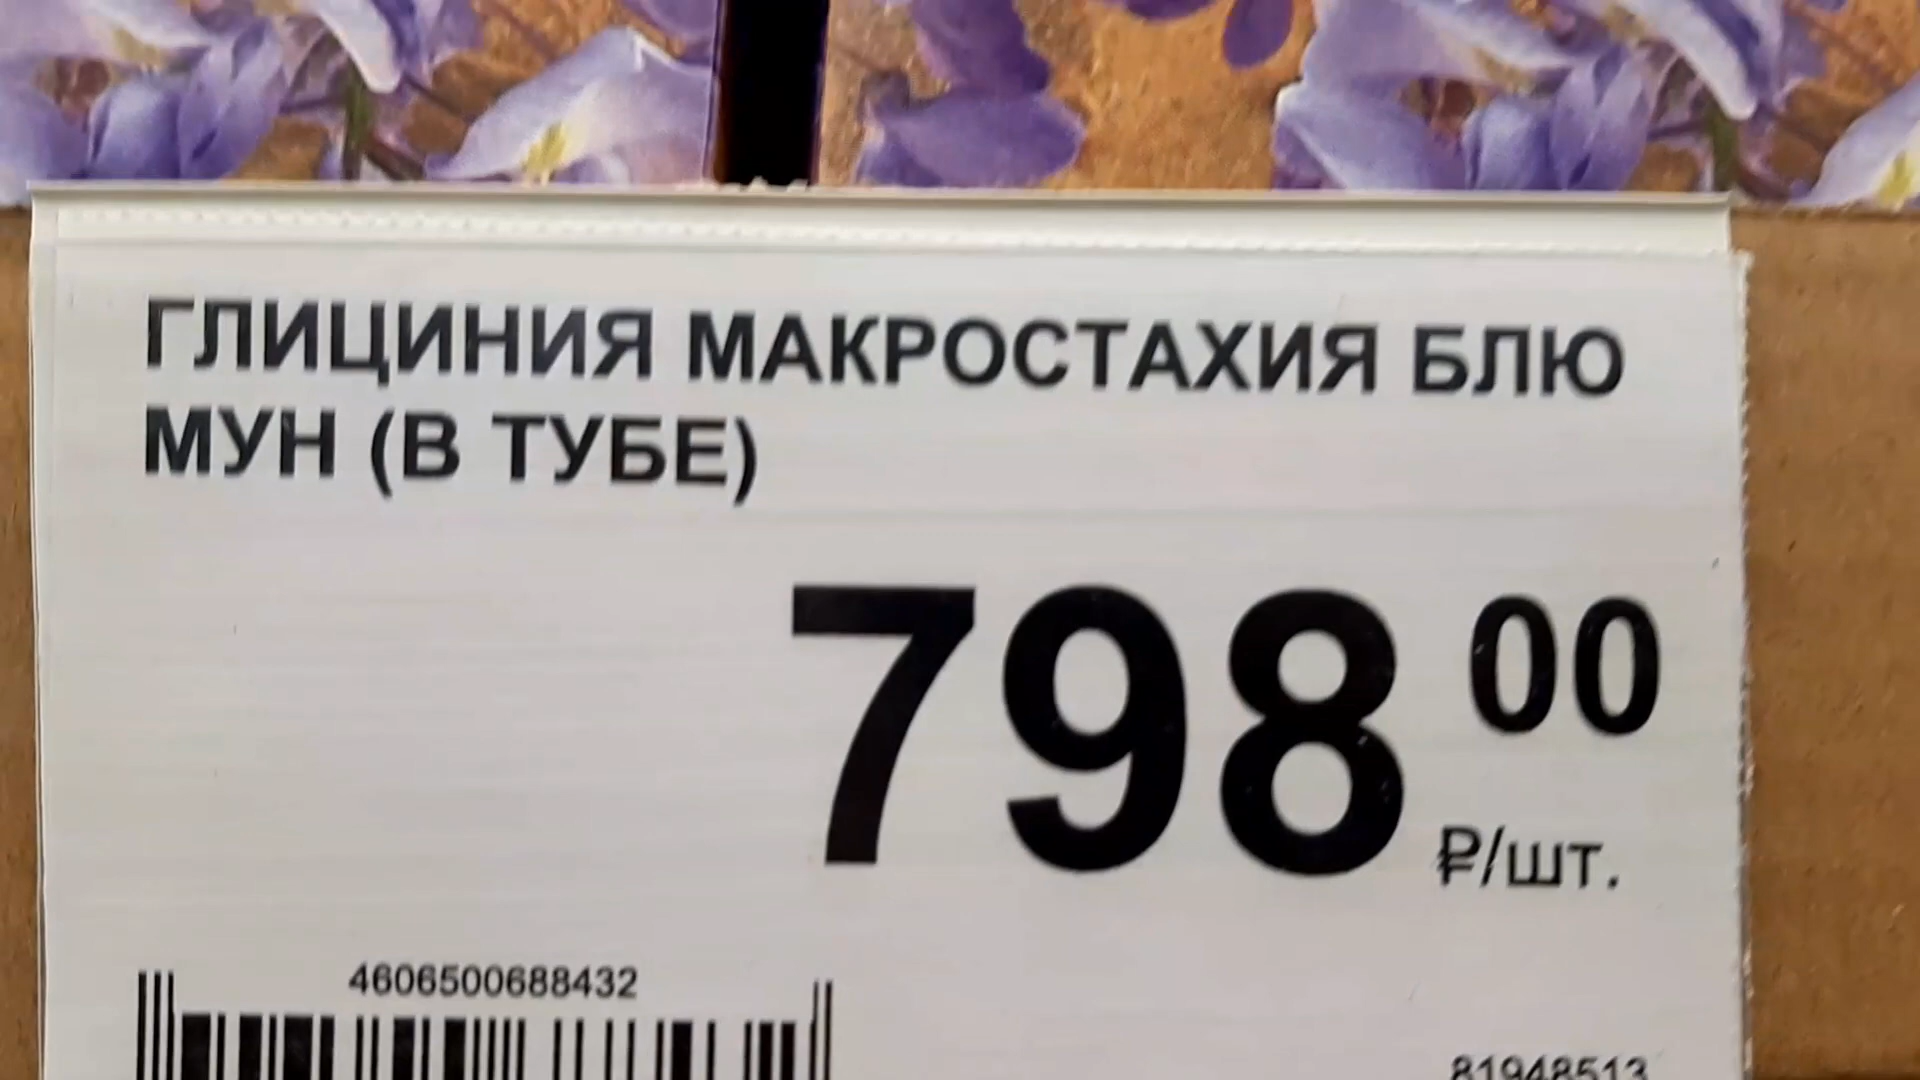 ГЛИЦИНИЯ МАКРОСТАХИЯ БЛЮ
МУН (В ТУБЕ)
798 00
₽/шт.
4606500688432
81948513